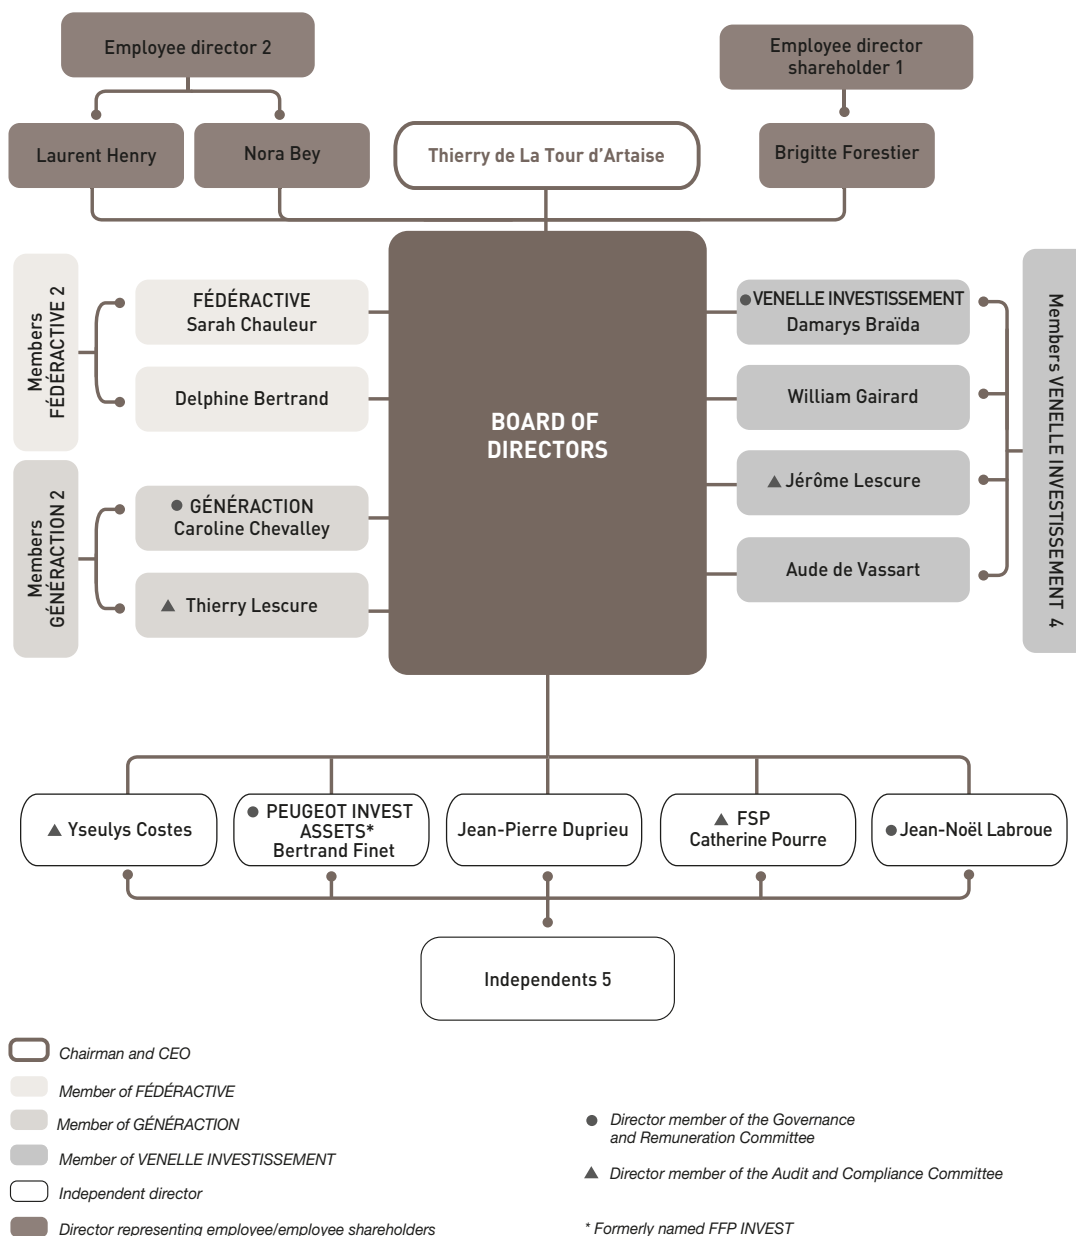 Employee director 2
Employee director
shareholder 1
Laurent Henry
Nora Bey
Thierry de La Tour d'Artaise
Brigitte Forestier
Members
FÉDÉRACTIVE 2
FÉDÉRACTIVE
Sarah Chauleur
Delphine Bertrand
Members
GÉNÉRACTION 2
● GÉNÉRACTION
Caroline Chevalley
▲ Thierry Lescure
BOARD OF
DIRECTORS
● VENELLE INVESTISSEMENT
Damarys Braïda
William Gairard
▲ Jérôme Lescure
Aude de Vassart
Members VENELLE INVESTISSEMENT 4
▲ Yseulys Costes
● PEUGEOT INVEST
ASSETS*
Bertrand Finet
Jean-Pierre Duprieu
▲ FSP
Catherine Pourre
● Jean-Noël Labroue
Independents 5
Chairman and CEO
Member of FÉDÉRACTIVE
Member of GÉNÉRACTION
Member of VENELLE INVESTISSEMENT
Independent director
Director representing employee/employee shareholders
● Director member of the Governance
and Remuneration Committee
▲ Director member of the Audit and Compliance Committee
* Formerly named FFP INVEST